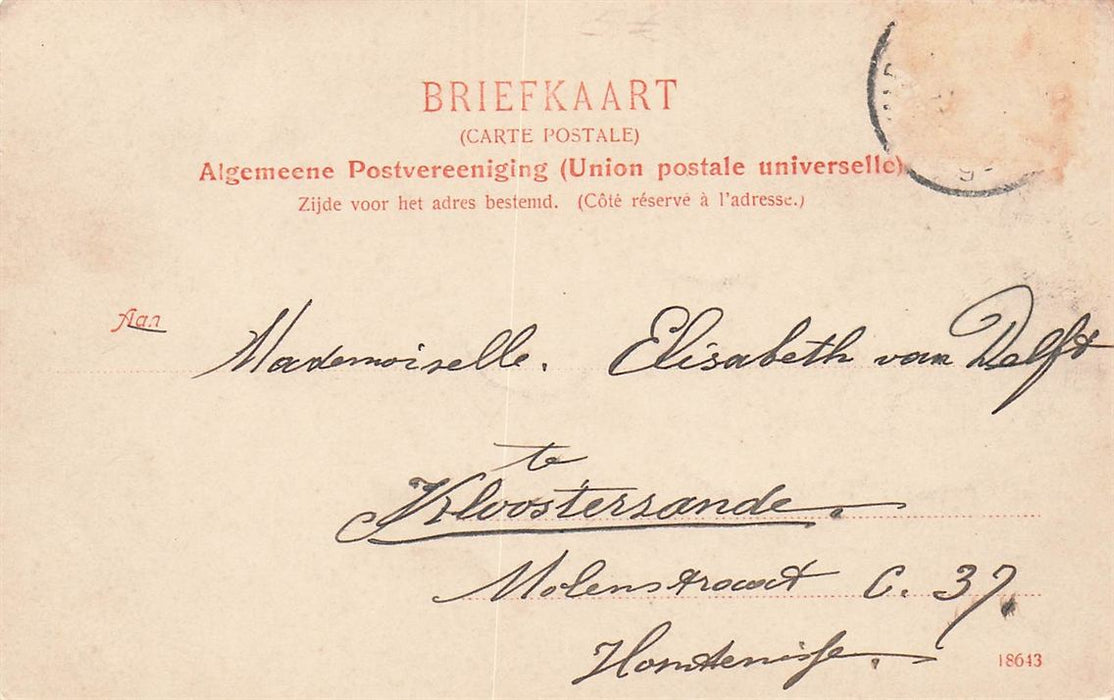 BRIEFKAART
(CARTE POSTALE)
Algemeene Postvereeniging (Union postale universelle)
Zijde voor het adres bestemd. (Côté réservé à l'adresse.)
Aan
Mademoiselle. Elisabeth van Delft
te
Kloosterzande.
Molenstraat C. 37.
Hontenisse.
18643